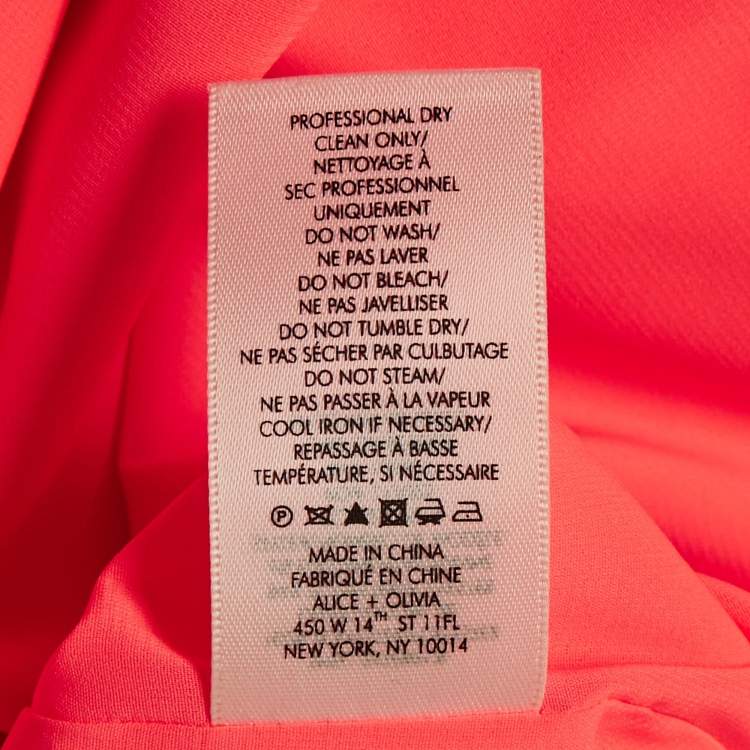 PROFESSIONAL DRY
CLEAN ONLY/
NETTOYAGE À
SEC PROFESSIONNEL
UNIQUEMENT
DO NOT WASH/
NE PAS LAVER
DO NOT BLEACH/
NE PAS JAVELLISER
DO NOT TUMBLE DRY/
NE PAS SÉCHER PAR CULBUTAGE
DO NOT STEAM/
NE PAS PASSER À LA VAPEUR
COOL IRON IF NECESSARY/
REPASSAGE À BASSE
TEMPÉRATURE, SI NÉCESSAIRE
P
MADE IN CHINA
FABRIQUÉ EN CHINE
ALICE + OLIVIA
450 W 14TH ST 11FL
NEW YORK, NY 10014